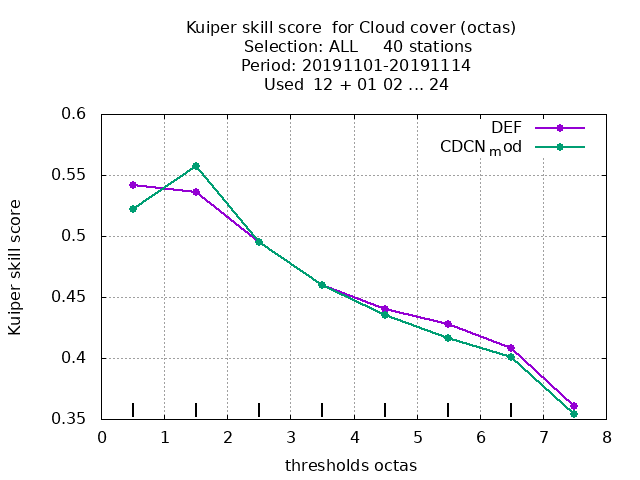 Kuiper skill score  for Cloud cover (octas)
Selection: ALL     40 stations
Period: 20191101-20191114
Used  12 + 01 02 ... 24
DEF
CDCN_mod
0.6
0.55
0.5
0.45
0.4
0.35
Kuiper skill score
0 1 2 3 4 5 6 7 8
thresholds octas